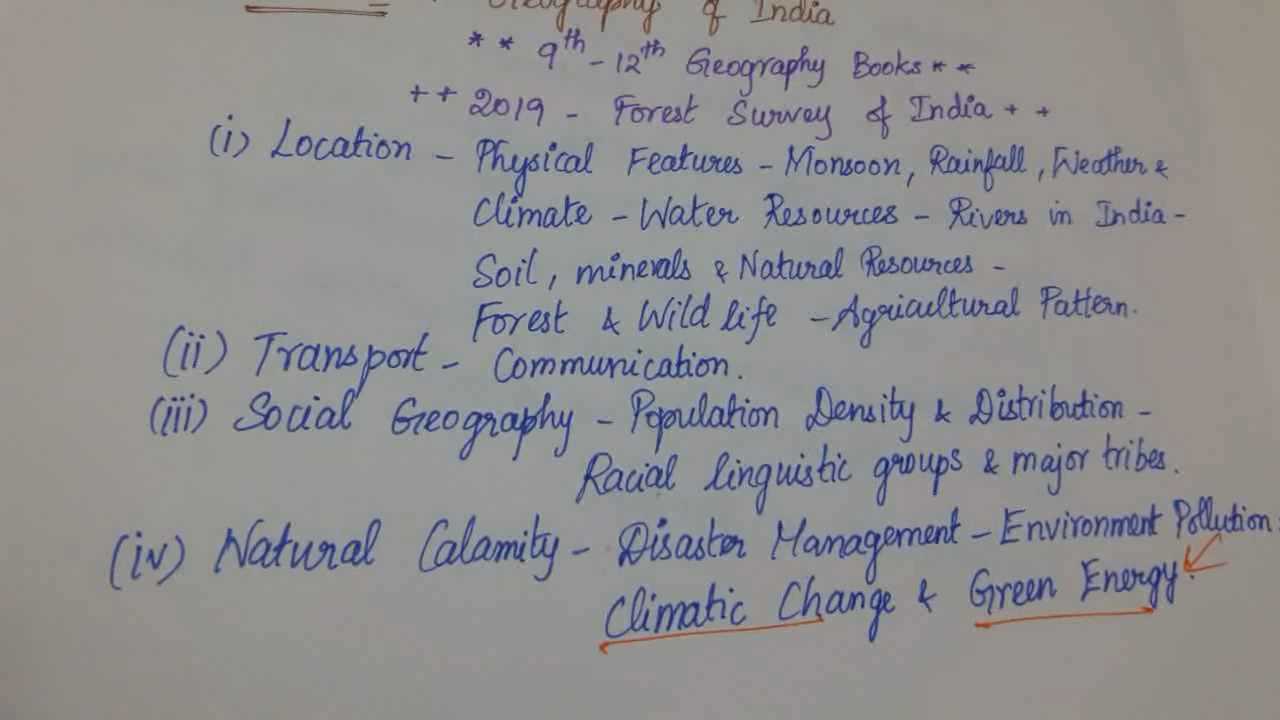 Geography of India
* * 9th - 12th Geography Books * *
+ + 2019 - Forest Survey of India + +
(i) Location - Physical Features - Monsoon, Rainfall, Weather &
Climate - Water Resources - Rivers in India -
Soil, minerals & Natural Resources -
Forest & Wild life - Agricultural Pattern.
(ii) Transport - Communication.
(iii) Social Geography - Population Density & Distribution -
Racial linguistic groups & major tribes.
(iv) Natural Calamity - Disaster Management - Environment Pollution
Climatic Change & Green Energy.